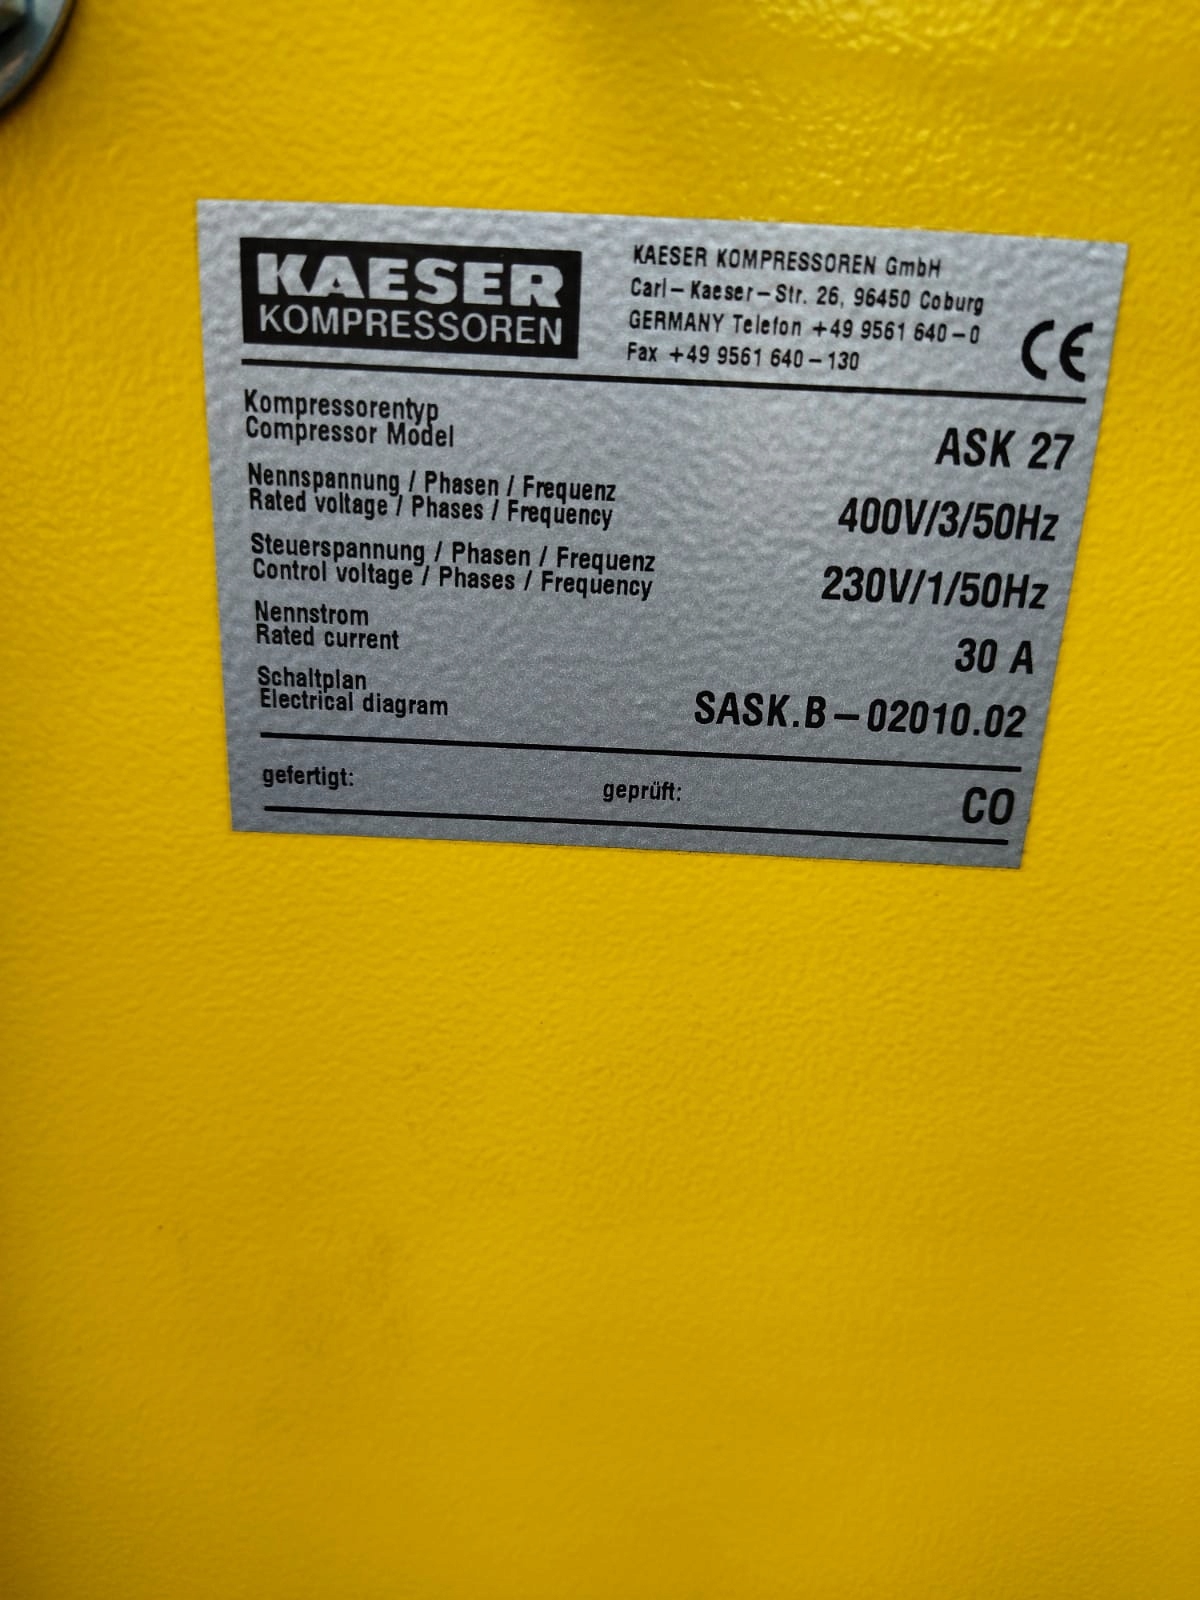 KAESER
KOMPRESSOREN
KAESER KOMPRESSOREN GmbH
Carl-Kaeser-Str. 26, 96450 Coburg
GERMANY Telefon +49 9561 640-0
Fax +49 9561 640-130
CE
Kompressorentyp
Compressor Model
ASK 27
Nennspannung / Phasen / Frequenz
Rated voltage / Phases / Frequency
400V/3/50Hz
Steuerspannung / Phasen / Frequenz
Control voltage / Phases / Frequency
230V/1/50Hz
Nennstrom
Rated current
30 A
Schaltplan
Electrical diagram
SASK.B-02010.02
gefertigt: geprüft: CO